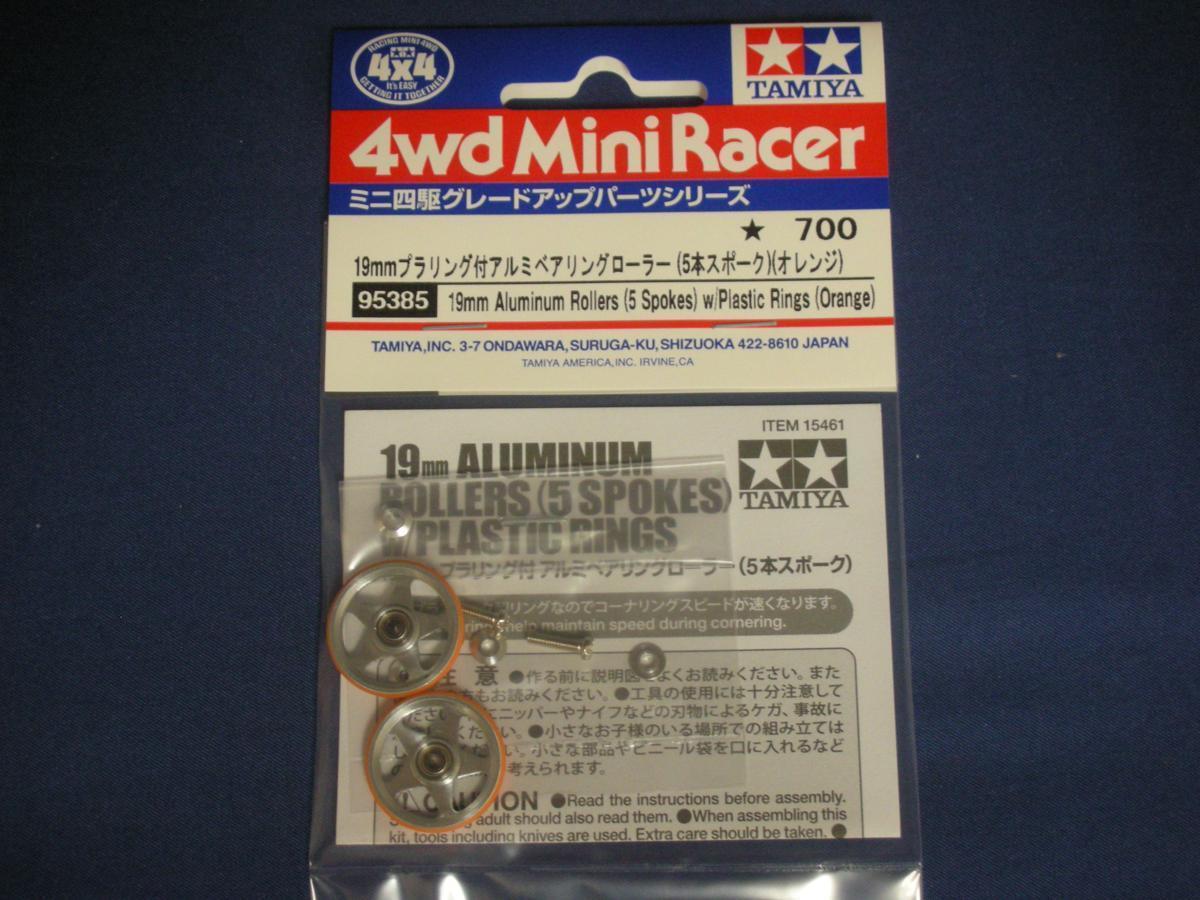 RACING MINI 4WD
4x4
It's EASY
GETTING IT TOGETHER
TAMIYA
4wd Mini Racer
ミニ四駆グレードアップパーツシリーズ
★ 700
19mmプラリング付アルミベアリングローラー(5本スポーク)(オレンジ)
95385 19mm Aluminum Rollers (5 Spokes) w/Plastic Rings (Orange)
TAMIYA,INC. 3-7 ONDAWARA,SURUGA-KU,SHIZUOKA 422-8610 JAPAN
TAMIYA AMERICA,INC. IRVINE,CA
ITEM 15461
TAMIYA
19mm ALUMINUM
ROLLERS (5 SPOKES)
W/PLASTIC RINGS
プラリング付 アルミベアリングローラー(5本スポーク)
リングなのでコーナリングスピードが速くなります。
help maintain speed during cornering.
注 意 ●作る前に説明図をよくお読みください。また
もお読みください。●工具の使用には十分注意して
ください。 ニッパーやナイフなどの刃物によるケガ、事故に
ください。●小さなお子様のいる場所での組み立ては
い。小さな部品やビニール袋を口に入れるなど
考えられます。
CAUTION ●Read the instructions before assembly.
adult should also read them. ●When assembling this
kit, tools including knives are used. Extra care should be taken. ●